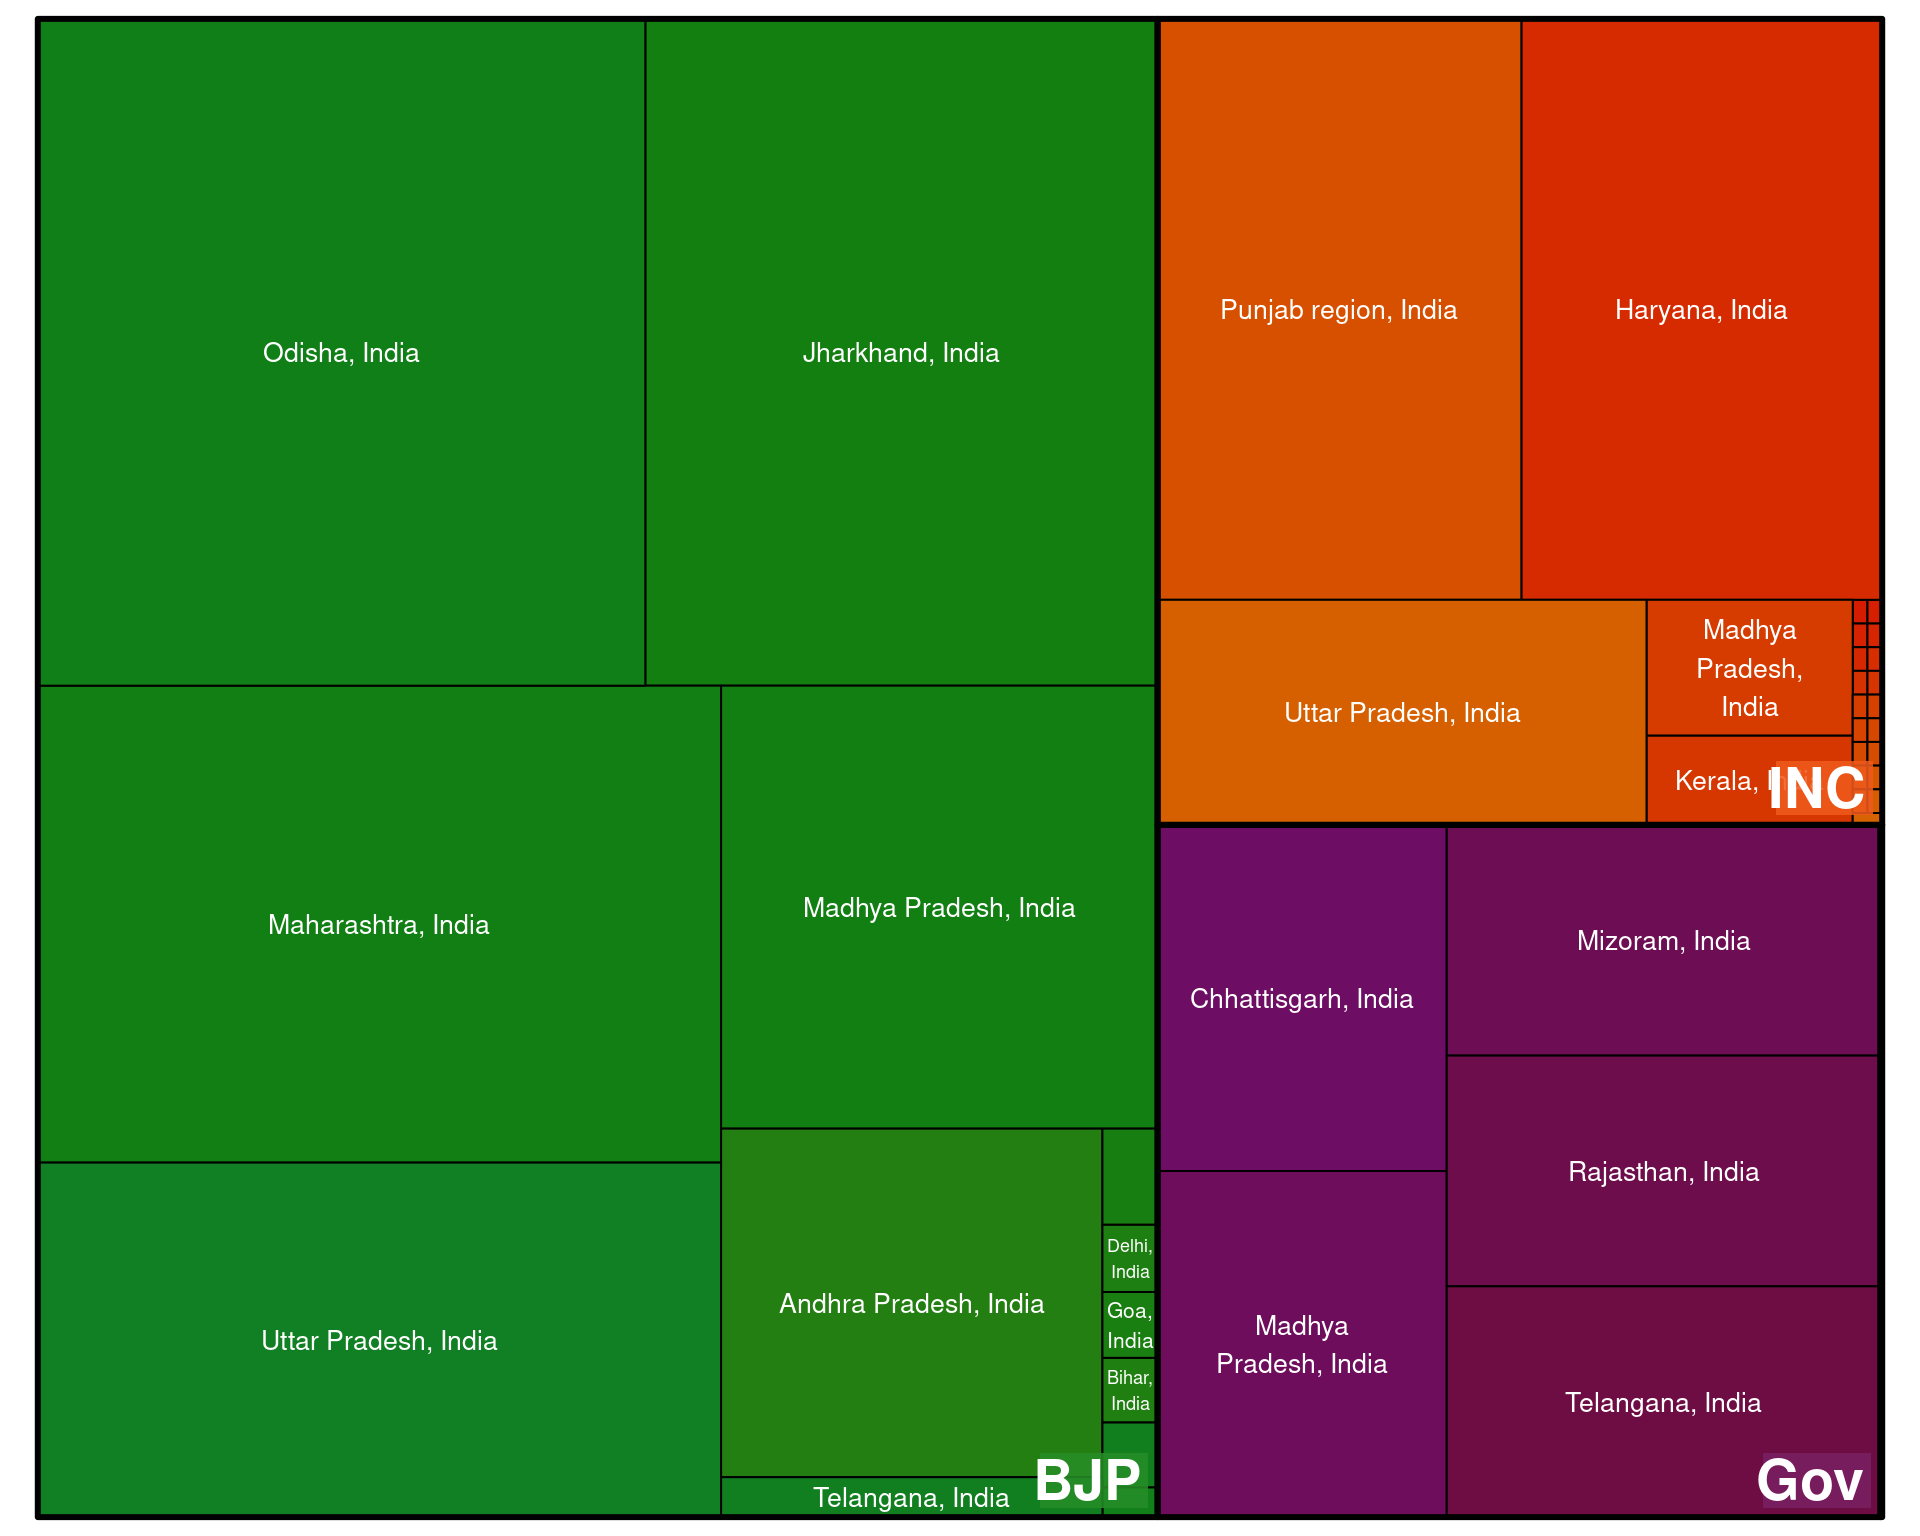 Odisha, India
Jharkhand, India
Maharashtra, India
Madhya Pradesh, India
Uttar Pradesh, India
Andhra Pradesh, India
Delhi,
India
Goa,
India
Bihar,
India
Telangana, India
BJP
Punjab region, India
Haryana, India
Uttar Pradesh, India
Madhya
Pradesh,
India
Kerala,
INC
Chhattisgarh, India
Mizoram, India
Rajasthan, India
Madhya
Pradesh, India
Telangana, India
Gov